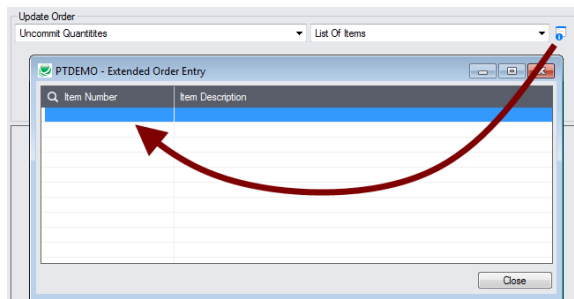 Update Order
Uncommit Quantitites List Of Items
PTDEMO - Extended Order Entry
Item Number Item Description
Close